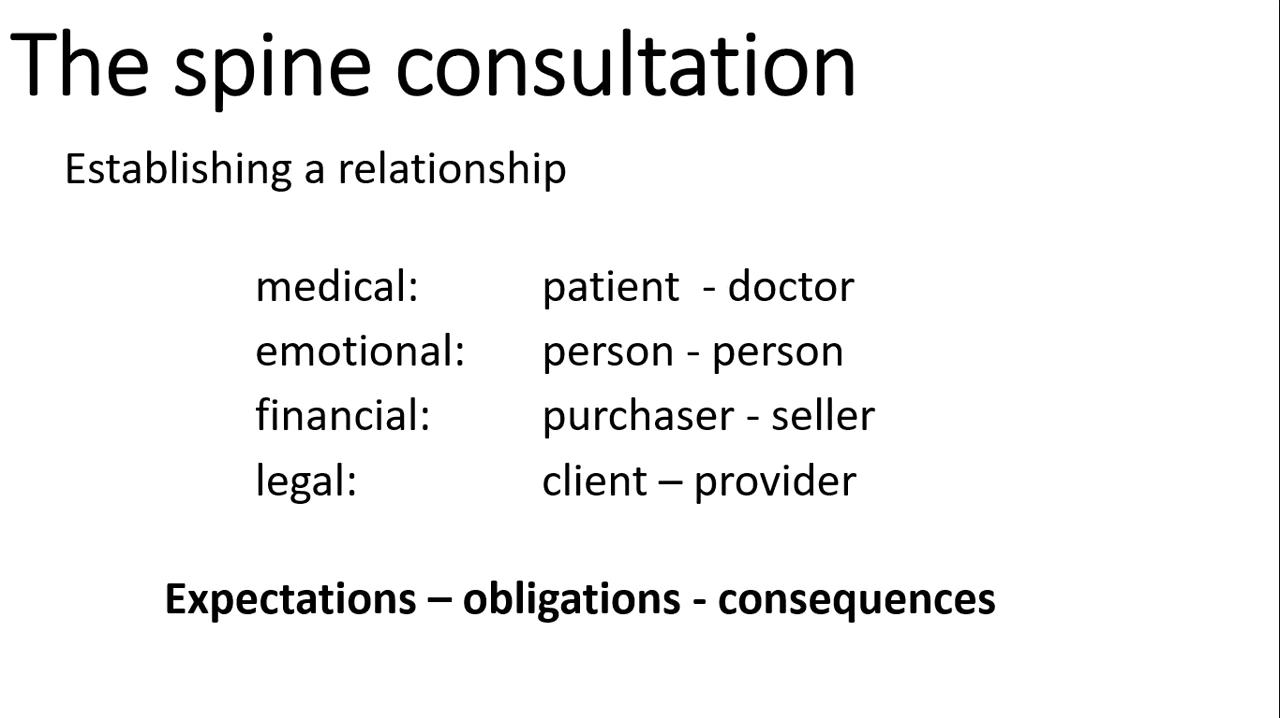 The spine consultation
Establishing a relationship
medical: patient - doctor
emotional: person - person
financial: purchaser - seller
legal: client – provider
Expectations – obligations - consequences